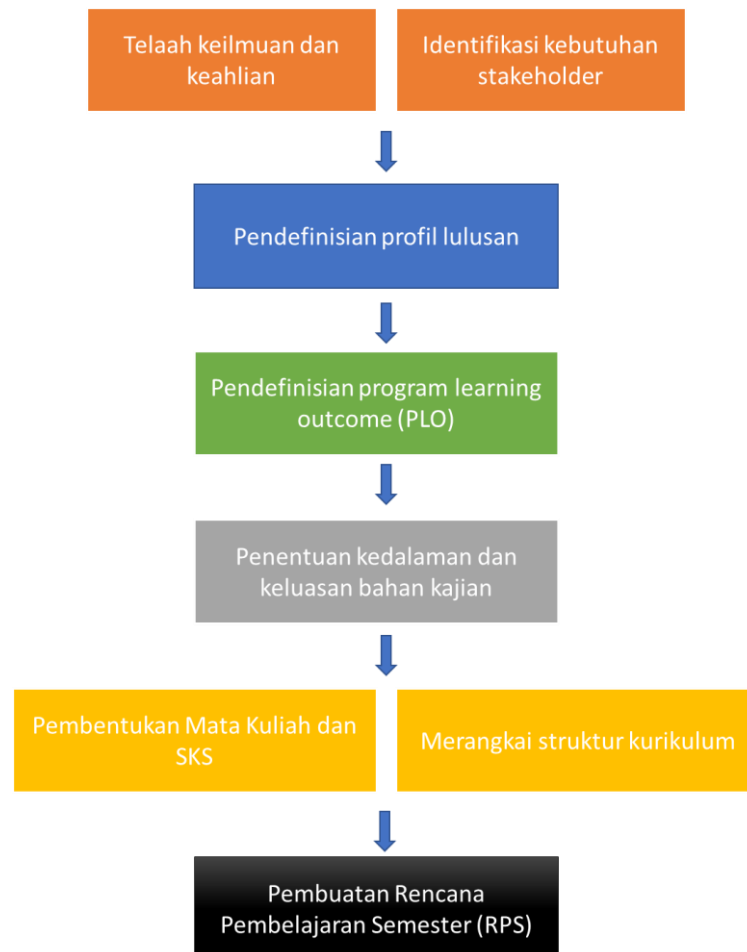 Telaah keilmuan dan
keahlian
Identifikasi kebutuhan
stakeholder
Pendefinisian profil lulusan
Pendefinisian program learning
outcome (PLO)
Penentuan kedalaman dan
keluasan bahan kajian
Pembentukan Mata Kuliah dan
SKS
Merangkai struktur kurikulum
Pembuatan Rencana
Pembelajaran Semester (RPS)